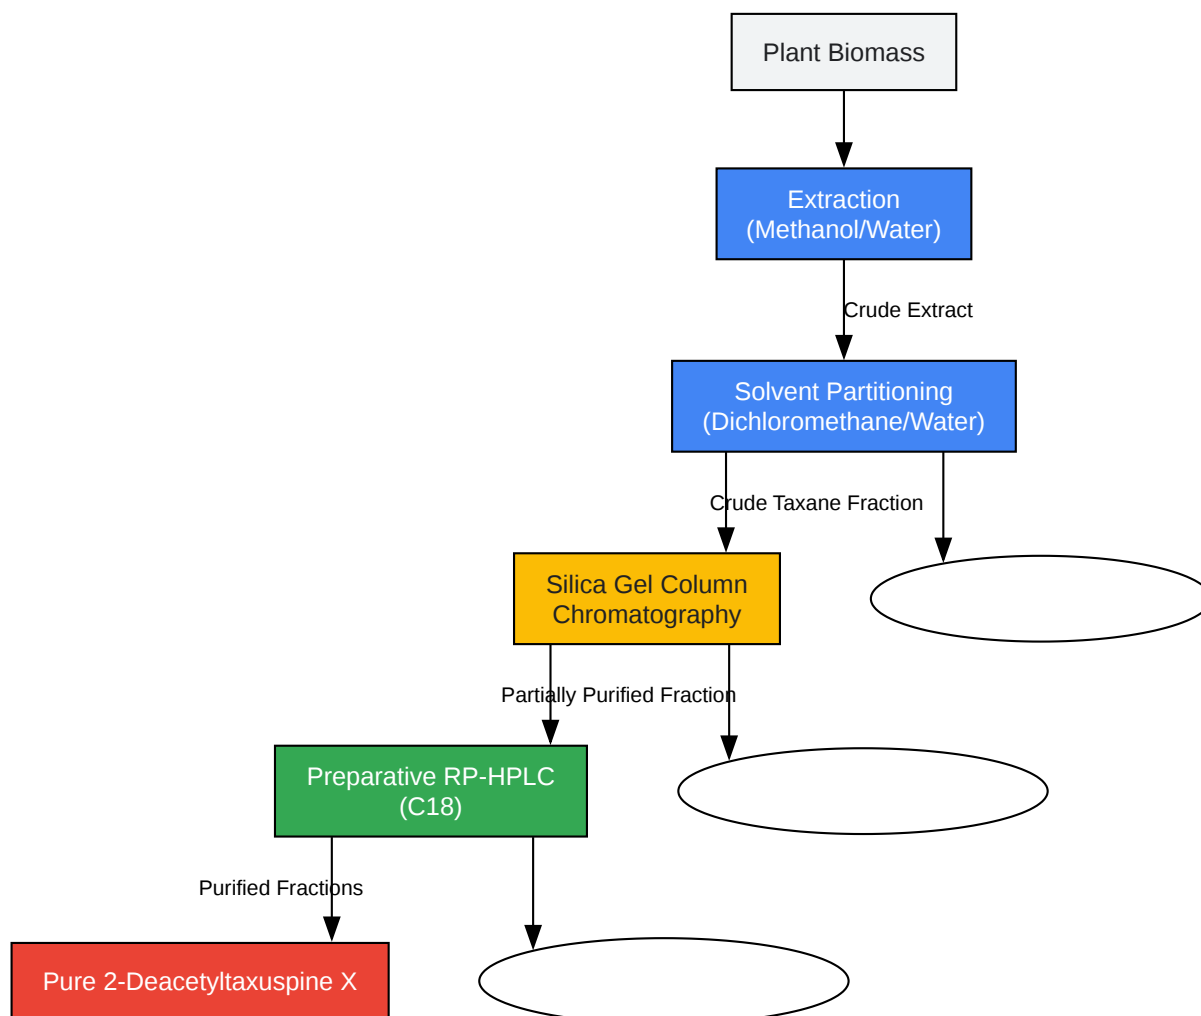 Plant Biomass
Extraction
(Methanol/Water)
Crude Extract
Solvent Partitioning
(Dichloromethane/Water)
Crude Taxane Fraction
Silica Gel Column
Chromatography
Partially Purified Fraction
Preparative RP-HPLC
(C18)
Purified Fractions
Pure 2-Deacetyltaxuspine X